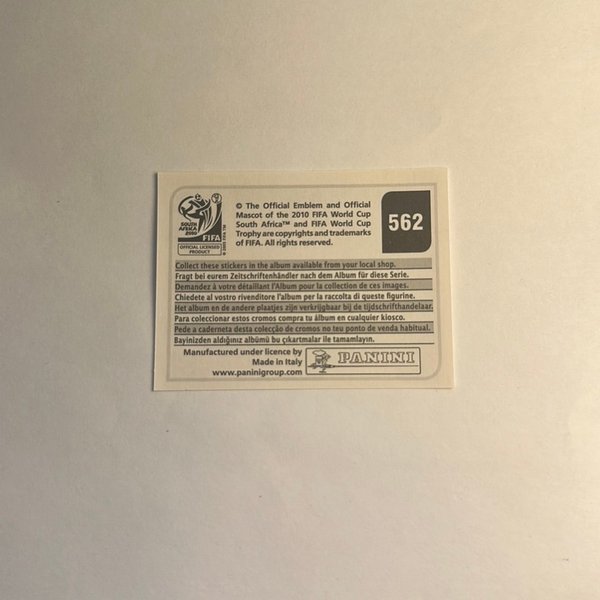 SOUTH AFRICA
2010
FIFA
OFFICIAL LICENSED
PRODUCT
© The Official Emblem and Official
Mascot of the 2010 FIFA World Cup
South Africa™ and FIFA World Cup
Trophy are copyrights and trademarks
of FIFA. All rights reserved.
562
Collect these stickers in the album available from your local shop.
Fragt bei eurem Zeitschriftenhändler nach dem Album für diese Serie.
Demandez à votre détaillant l'Album pour la collection de ces images.
Chiedete al vostro rivenditore l'album per la raccolta di queste figurine.
Het album en de andere plaatjes zijn verkrijgbaar bij de tijdschrifthandelaar.
Para coleccionar estos cromos compra tu álbum en cualquier kiosco.
Pede a caderneta desta colecção de cromos no teu ponto de venda habitual.
Bayinizden aldığınız albümü bu çıkartmalar ile tamamlayın.
Manufactured under licence by
Made in Italy
www.paninigroup.com
PANINI